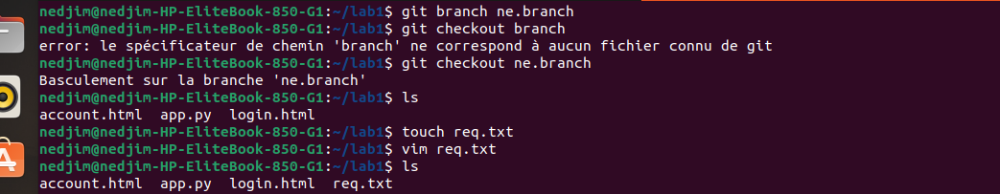 nedjim@nedjim-HP-EliteBook-850-G1:~/lab1$ git branch ne.branch
nedjim@nedjim-HP-EliteBook-850-G1:~/lab1$ git checkout branch
error: le spécificateur de chemin 'branch' ne correspond à aucun fichier connu de git
nedjim@nedjim-HP-EliteBook-850-G1:~/lab1$ git checkout ne.branch
Basculement sur la branche 'ne.branch'
nedjim@nedjim-HP-EliteBook-850-G1:~/lab1$ ls
account.html  app.py  login.html
nedjim@nedjim-HP-EliteBook-850-G1:~/lab1$ touch req.txt
nedjim@nedjim-HP-EliteBook-850-G1:~/lab1$ vim req.txt
nedjim@nedjim-HP-EliteBook-850-G1:~/lab1$ ls
account.html  app.py  login.html  req.txt